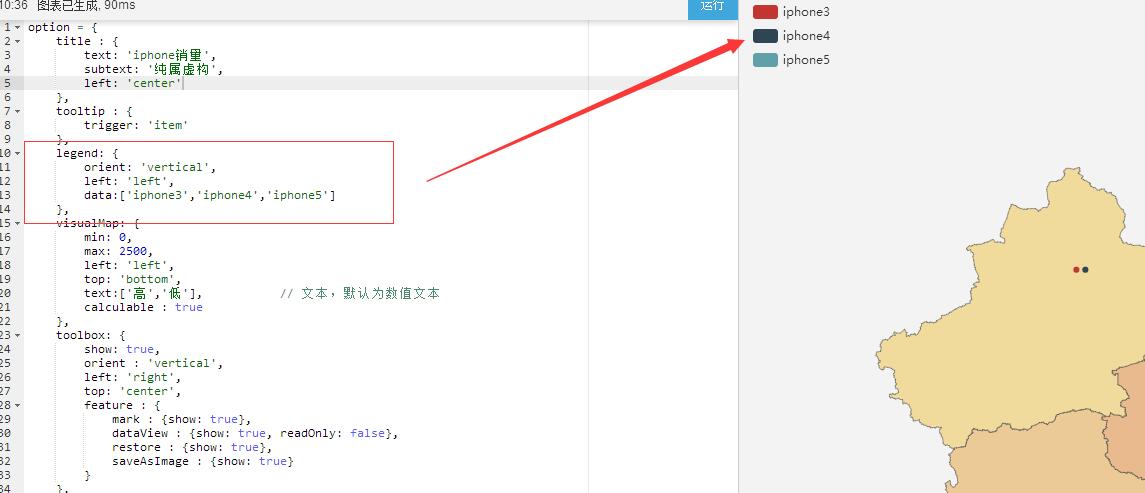 10:36 图表已生成, 90ms
运行
1 option = {
2 title : {
3 text: 'iphone销量',
4 subtext: '纯属虚构',
5 left: 'center'
6 },
7 tooltip : {
8 trigger: 'item'
9 },
10 legend: {
11 orient: 'vertical',
12 left: 'left',
13 data:['iphone3','iphone4','iphone5']
14 },
15 visualMap: {
16 min: 0,
17 max: 2500,
18 left: 'left',
19 top: 'bottom',
20 text:['高','低'], // 文本，默认为数值文本
21 calculable : true
22 },
23 toolbox: {
24 show: true,
25 orient : 'vertical',
26 left: 'right',
27 top: 'center',
28 feature : {
29 mark : {show: true},
30 dataView : {show: true, readOnly: false},
31 restore : {show: true},
32 saveAsImage : {show: true}
33 }
34 },
iphone3
iphone4
iphone5